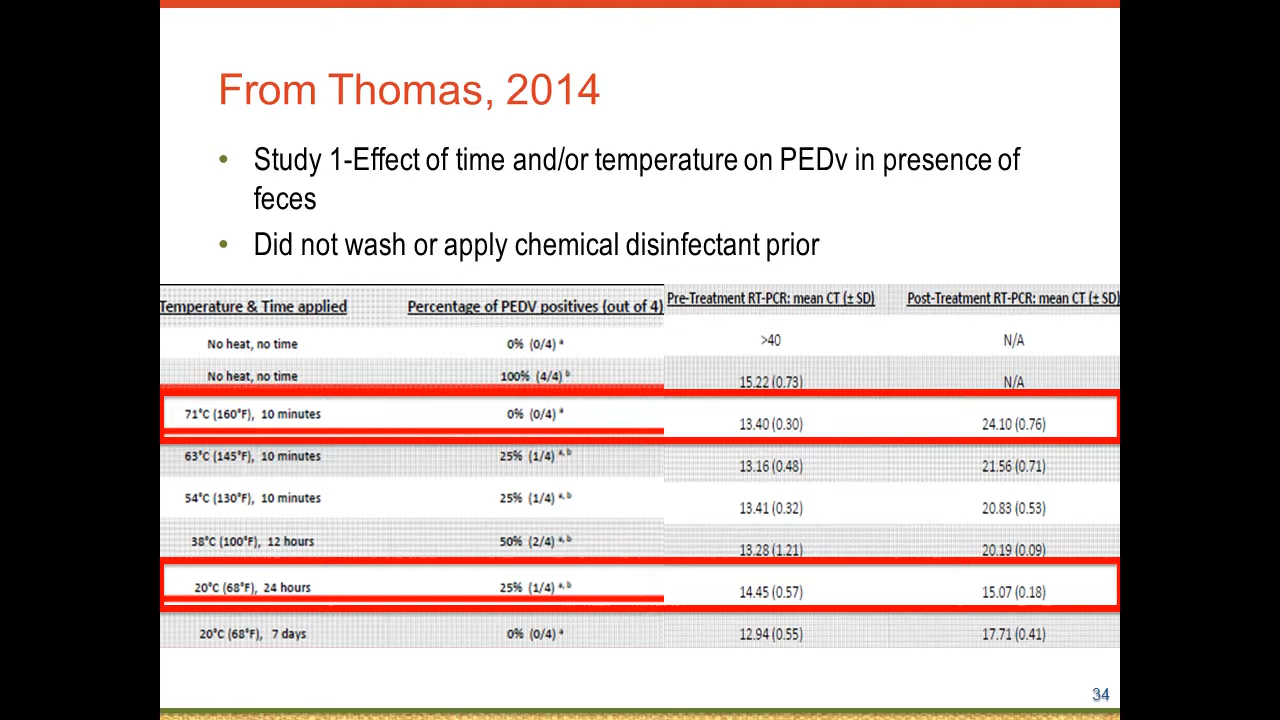 From Thomas, 2014
• Study 1-Effect of time and/or temperature on PEDv in presence of
feces
• Did not wash or apply chemical disinfectant prior
Temperature & Time applied Percentage of PEDV positives (out of 4) Pre-Treatment RT-PCR: mean CT (± SD) Post-Treatment RT-PCR: mean CT (± SD)
No heat, no time 0% (0/4) a >40 N/A
No heat, no time 100% (4/4) b 15.22 (0.73) N/A
71°C (160°F), 10 minutes 0% (0/4) a 13.40 (0.30) 24.10 (0.76)
63°C (145°F), 10 minutes 25% (1/4) a, b 13.16 (0.48) 21.56 (0.71)
54°C (130°F), 10 minutes 25% (1/4) a, b 13.41 (0.32) 20.83 (0.53)
38°C (100°F), 12 hours 50% (2/4) a, b 13.28 (1.21) 20.19 (0.09)
20°C (68°F), 24 hours 25% (1/4) a, b 14.45 (0.57) 15.07 (0.18)
20°C (68°F), 7 days 0% (0/4) a 12.94 (0.55) 17.71 (0.41)
34